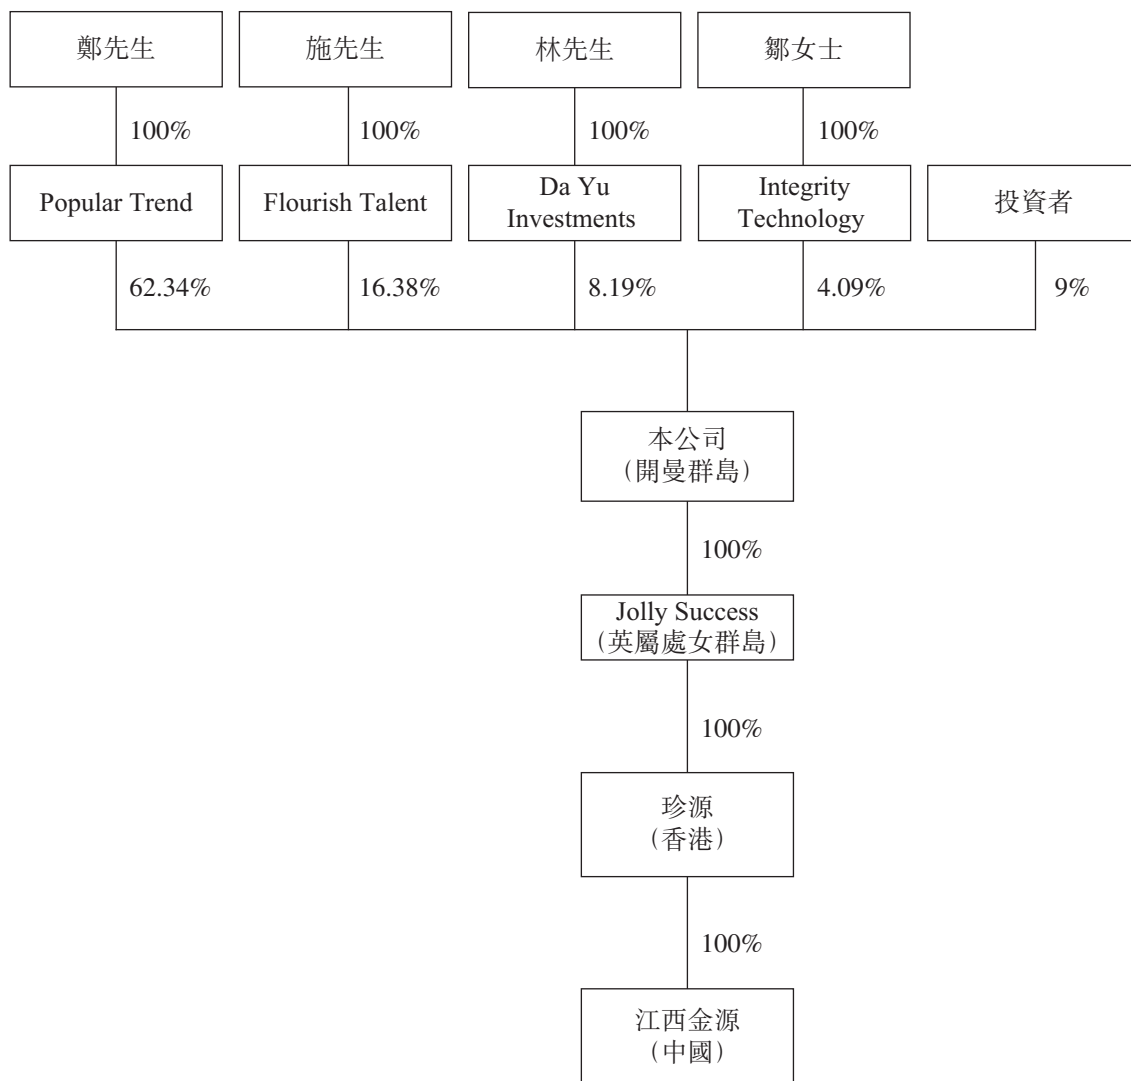 鄭先生
施先生
林先生
鄒女士
100%
100%
100%
100%
Popular Trend
Flourish Talent
Da Yu
Investments
Integrity
Technology
投資者
62.34%
16.38%
8.19%
4.09%
9%
本公司
（開曼群島）
100%
Jolly Success
（英屬處女群島）
100%
珍源
（香港）
100%
江西金源
（中國）